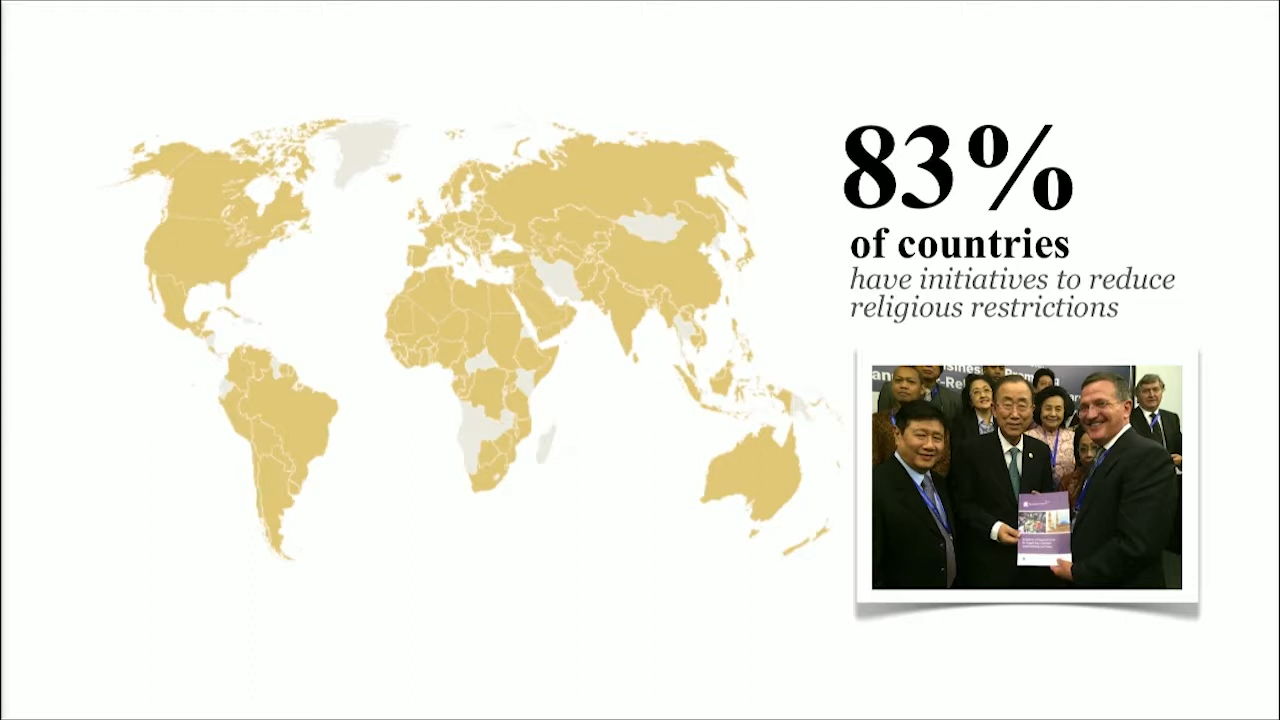 83%
of countries
have initiatives to reduce
religious restrictions